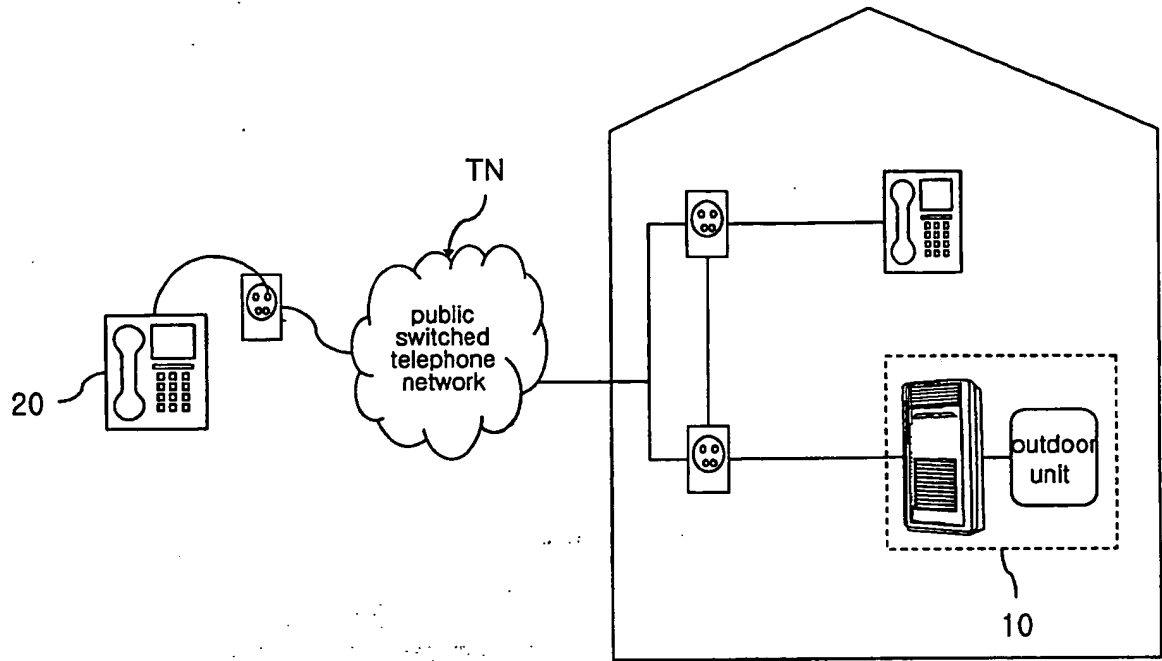 TN
public
switched
telephone
network
20
outdoor
unit
10